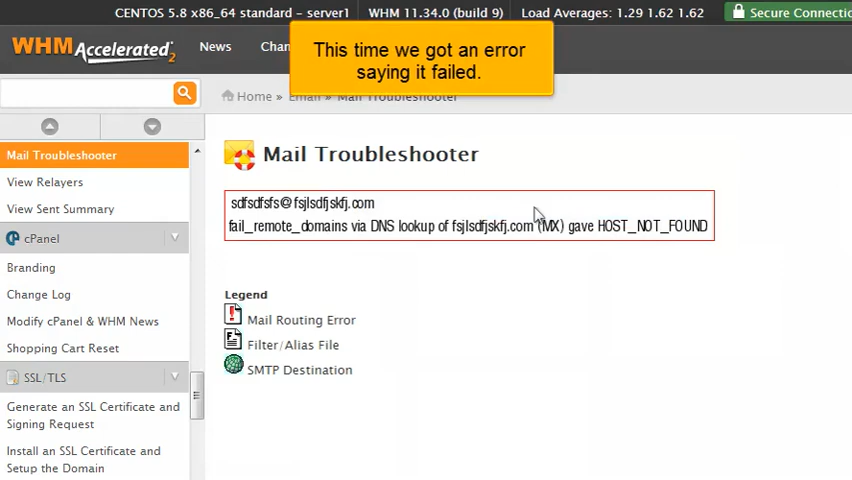 CENTOS 5.8 x86_64 standard - server1 WHM 11.34.0 (build 9) Load Averages: 1.29 1.62 1.62 Secure Connectio
WHM Accelerated 2 News Chan
This time we got an error
saying it failed.
Home » Email » Mail Troubleshooter
Mail Troubleshooter
View Relayers
View Sent Summary
cPanel
Branding
Change Log
Modify cPanel & WHM News
Shopping Cart Reset
SSL/TLS
Generate an SSL Certificate and
Signing Request
Install an SSL Certificate and
Setup the Domain
Mail Troubleshooter
sdfsdfsfs@fsjlsdfjskfj.com
fail_remote_domains via DNS lookup of fsjlsdfjskfj.com (MX) gave HOST_NOT_FOUND
Legend
Mail Routing Error
Filter/Alias File
SMTP Destination